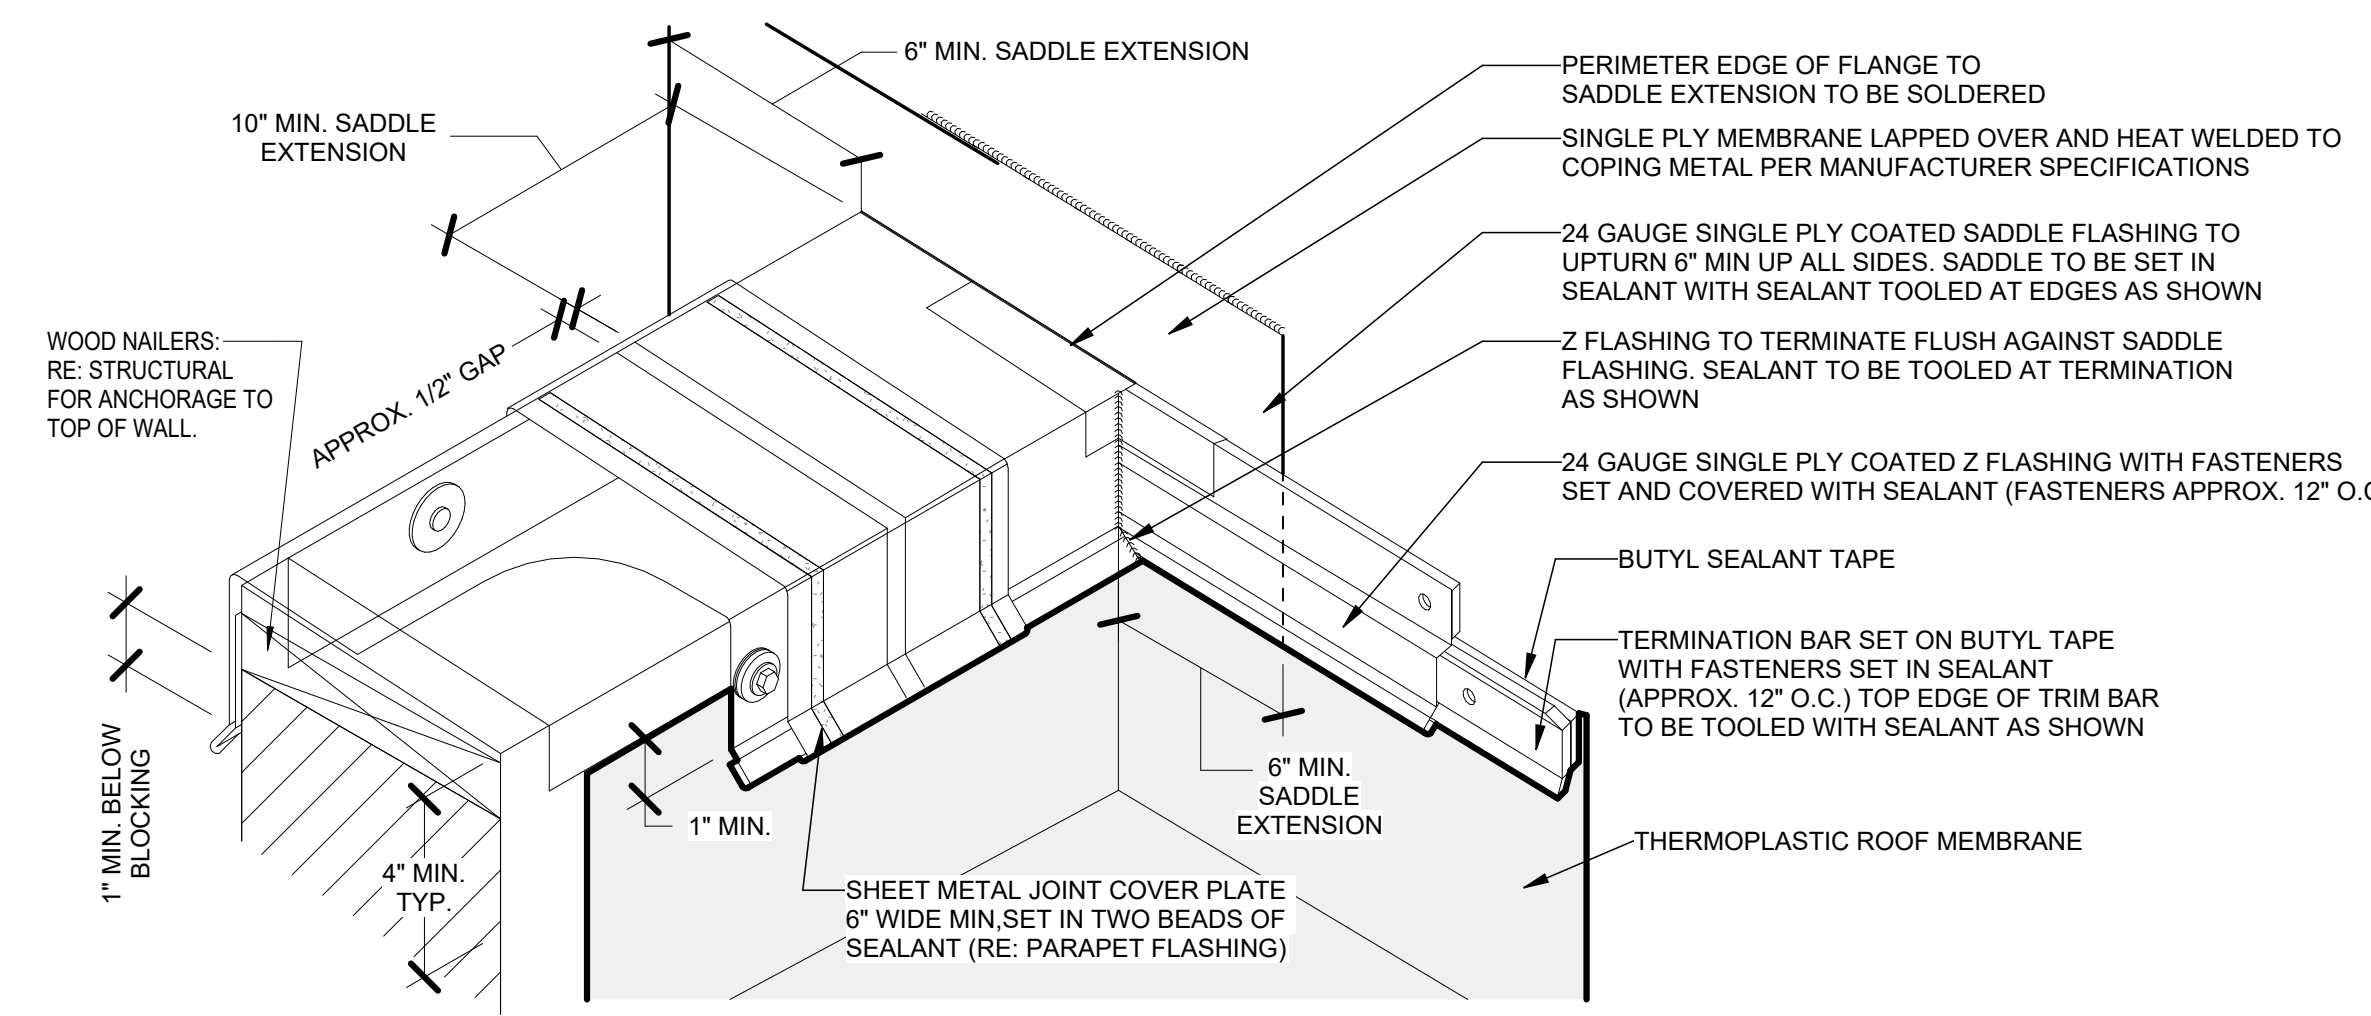 6" MIN. SADDLE EXTENSION
10" MIN. SADDLE
EXTENSION
WOOD NAILERS:
RE: STRUCTURAL
FOR ANCHORAGE TO
TOP OF WALL.
APPROX. 1/2" GAP
1" MIN. BELOW
BLOCKING
4" MIN.
TYP.
1" MIN.
SHEET METAL JOINT COVER PLATE
6" WIDE MIN,SET IN TWO BEADS OF
SEALANT (RE: PARAPET FLASHING)
6" MIN.
SADDLE
EXTENSION
PERIMETER EDGE OF FLANGE TO
SADDLE EXTENSION TO BE SOLDERED
SINGLE PLY MEMBRANE LAPPED OVER AND HEAT WELDED TO
COPING METAL PER MANUFACTURER SPECIFICATIONS
24 GAUGE SINGLE PLY COATED SADDLE FLASHING TO
UPTURN 6" MIN UP ALL SIDES. SADDLE TO BE SET IN
SEALANT WITH SEALANT TOOLED AT EDGES AS SHOWN
Z FLASHING TO TERMINATE FLUSH AGAINST SADDLE
FLASHING. SEALANT TO BE TOOLED AT TERMINATION
AS SHOWN
24 GAUGE SINGLE PLY COATED Z FLASHING WITH FASTENERS
SET AND COVERED WITH SEALANT (FASTENERS APPROX. 12"
BUTYL SEALANT TAPE
TERMINATION BAR SET ON BUTYL TAPE
WITH FASTENERS SET IN SEALANT
(APPROX. 12" O.C.) TOP EDGE OF TRIM BAR
TO BE TOOLED WITH SEALANT AS SHOWN
THERMOPLASTIC ROOF MEMBRANE